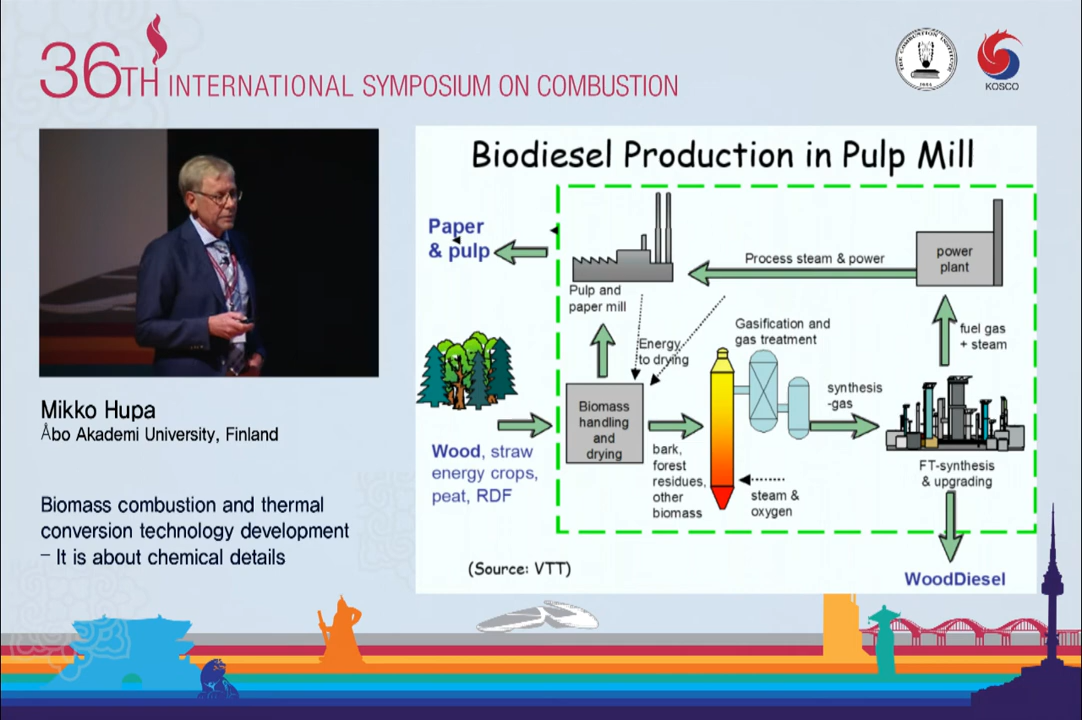 36TH INTERNATIONAL SYMPOSIUM ON COMBUSTION
THE COMBUSTION INSTITUTE
KOSCO
Mikko Hupa
Åbo Akademi University, Finland
Biomass combustion and thermal
conversion technology development
– It is about chemical details
Biodiesel Production in Pulp Mill
Paper
& pulp
Pulp and
paper mill
Process steam & power
power
plant
Energy
to drying
Gasification and
gas treatment
fuel gas
+ steam
synthesis
-gas
Biomass
handling
and
drying
Wood, straw
energy crops,
peat, RDF
bark,
forest
residues,
other
biomass
steam &
oxygen
FT-synthesis
& upgrading
WoodDiesel
(Source: VTT)